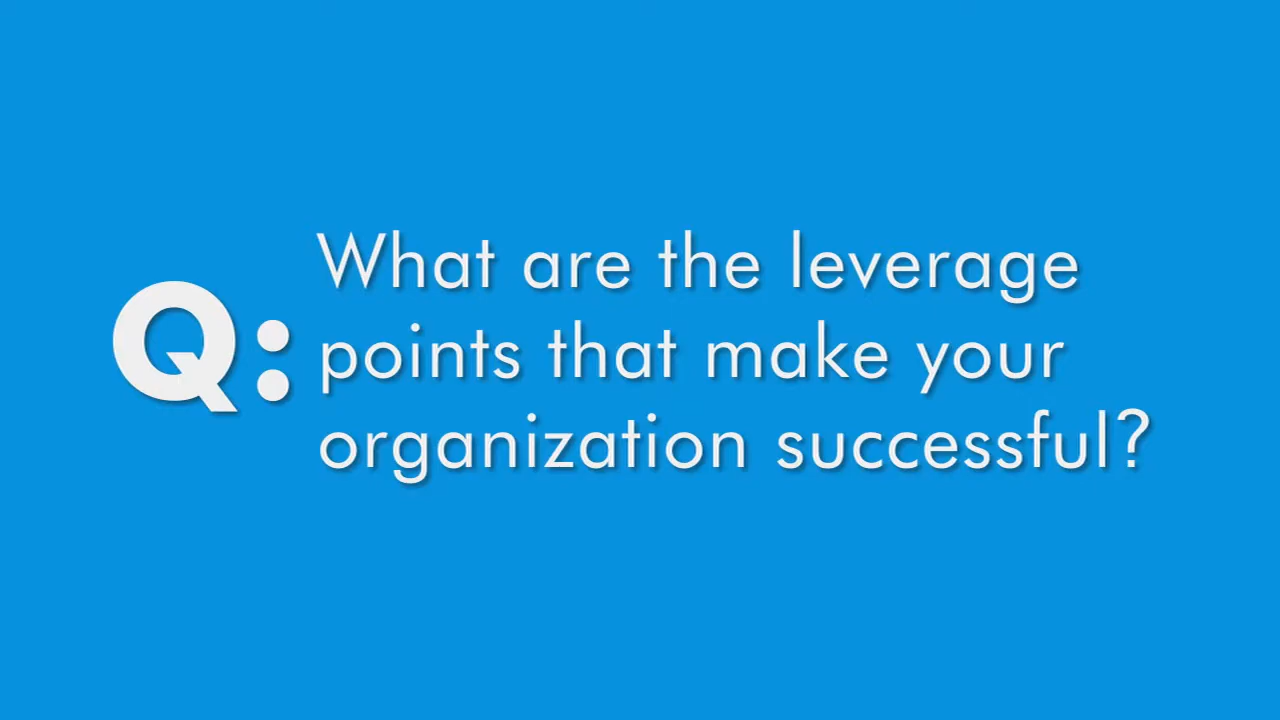 Q:
What are the leverage
points that make your
organization successful?